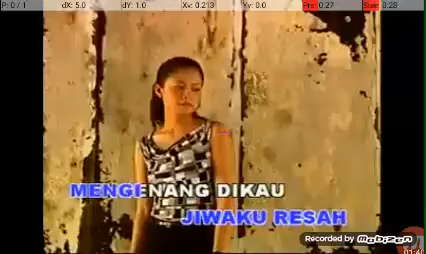 P: 0 / 1 dX: 5.0 dY: 1.0 Xv: 0.213 Yv: 0.0 Prs: 0.27 Size: 0.28
MENGENANG DIKAU
JIWAKU RESAH
Recorded by Mobizen